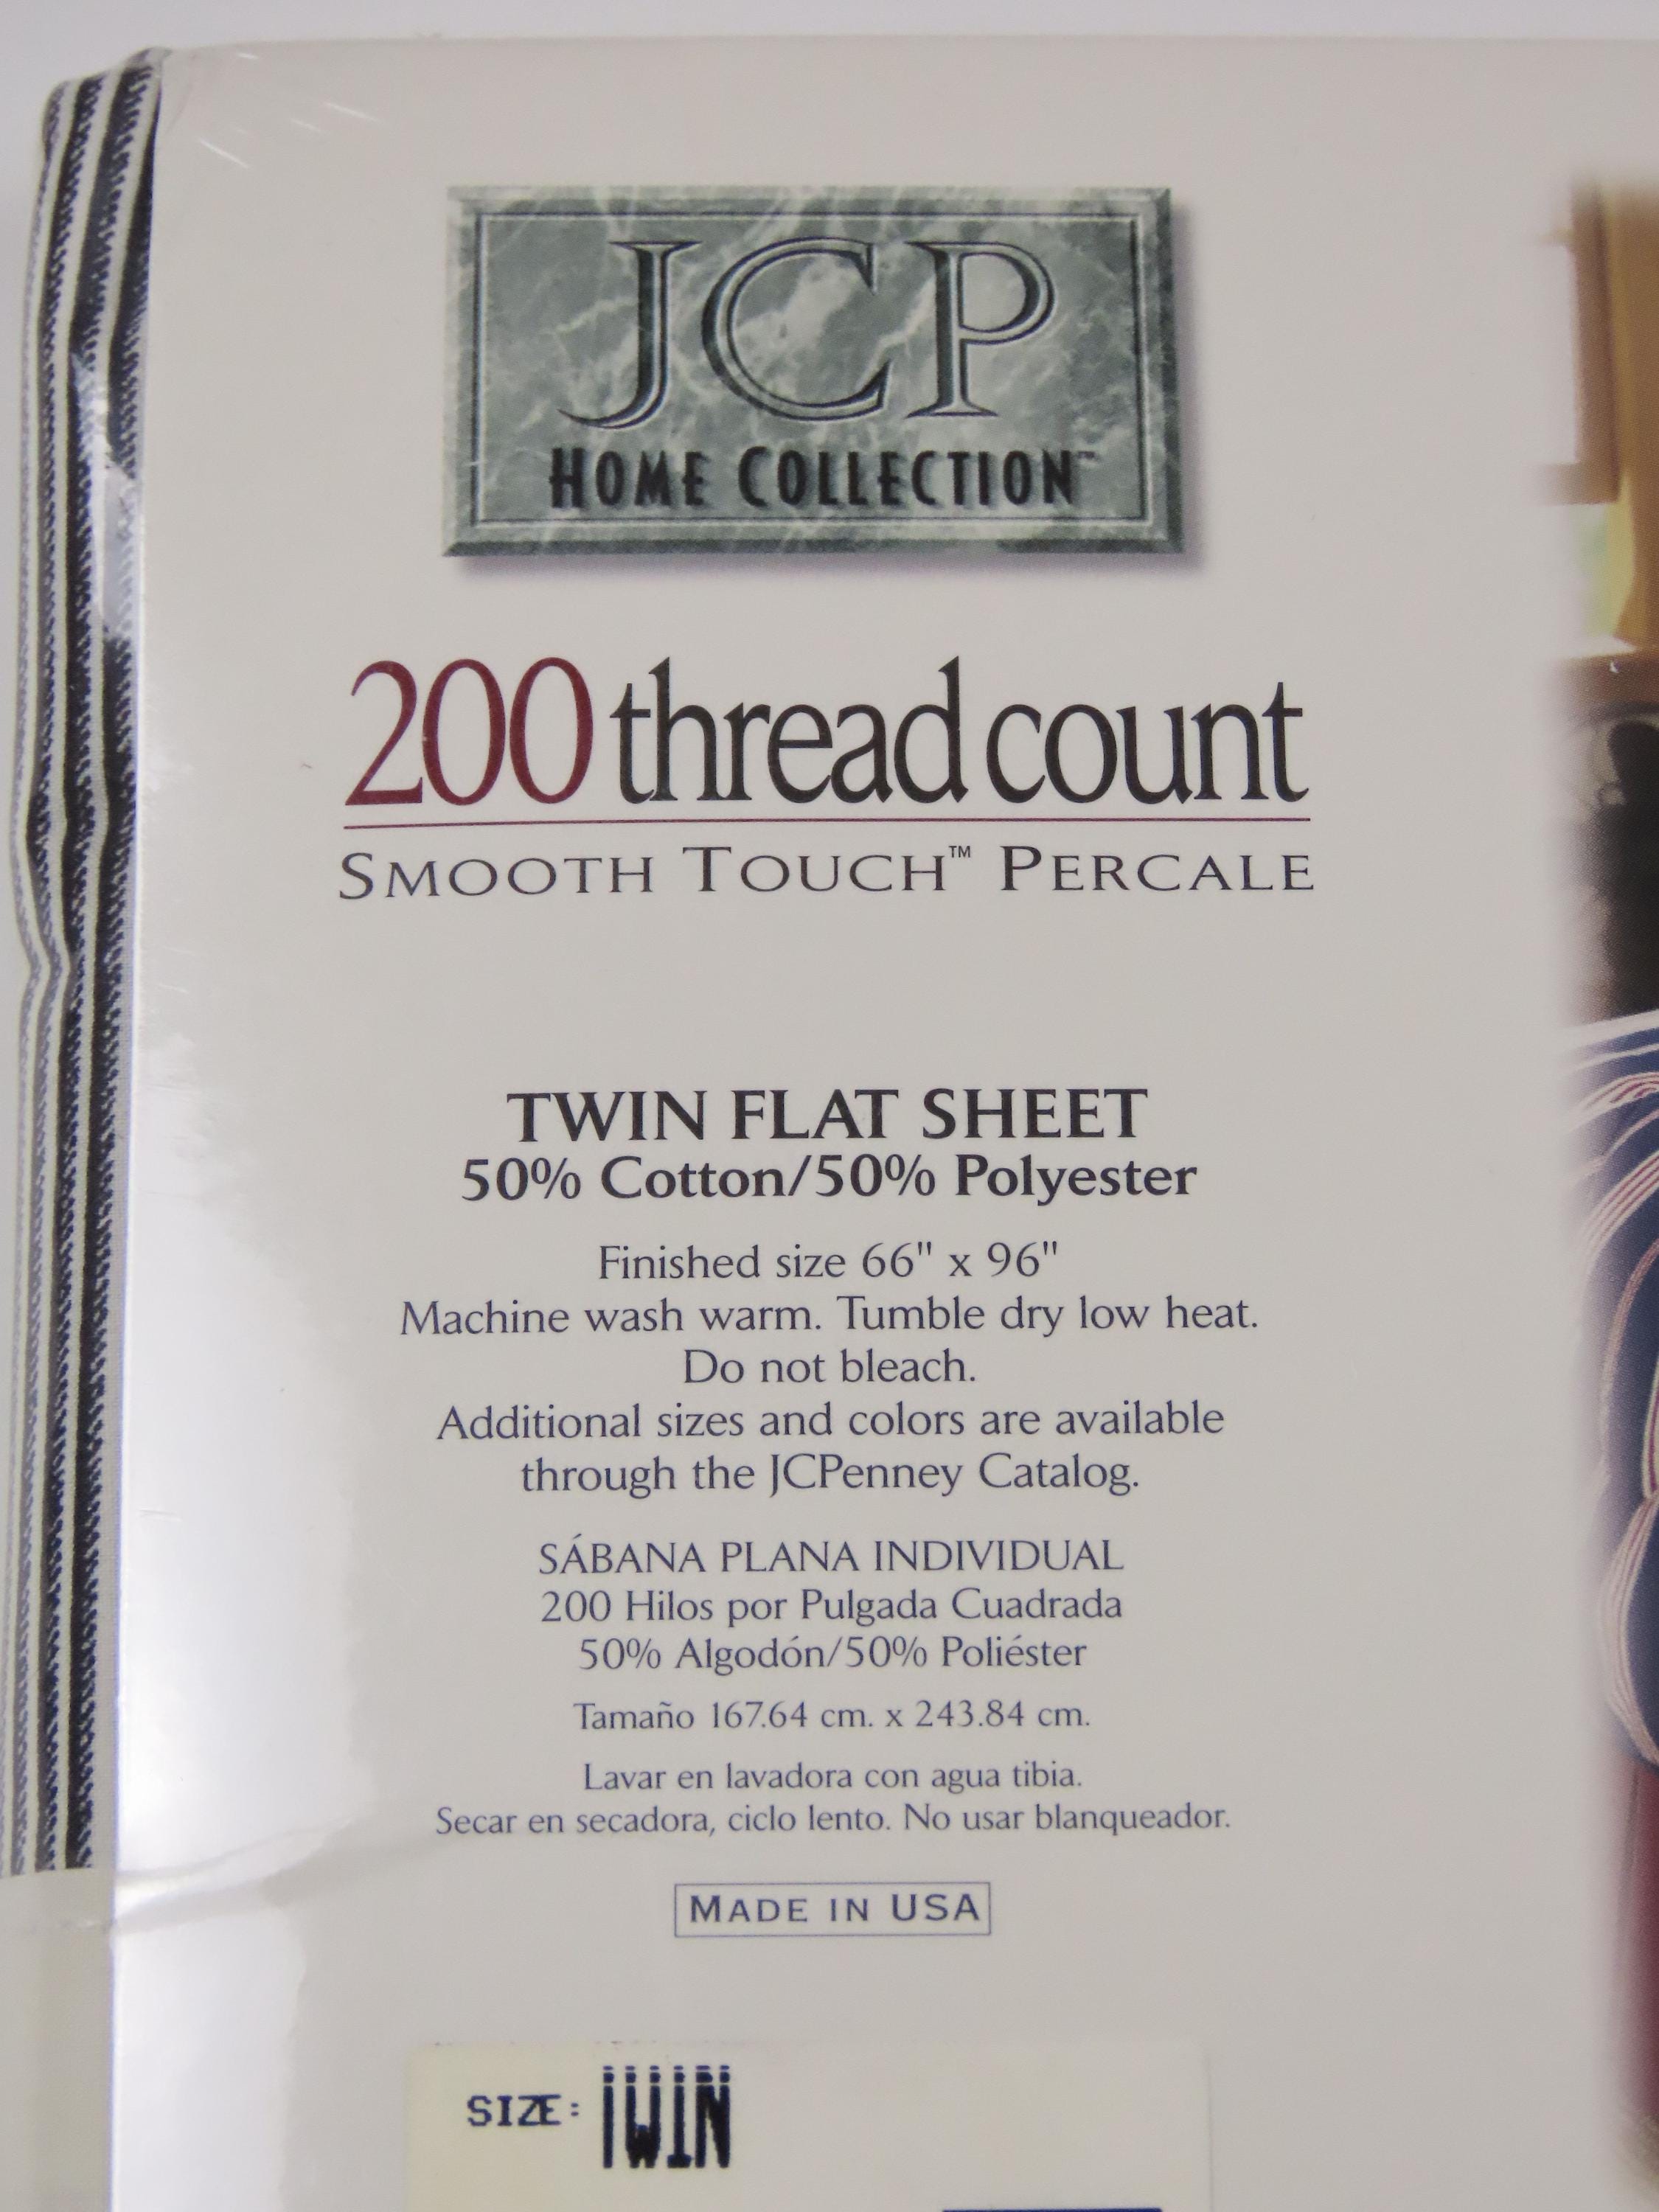 JCP
HOME COLLECTION™
200 thread count
SMOOTH TOUCH™ PERCALE
TWIN FLAT SHEET
50% Cotton/50% Polyester
Finished size 66" x 96"
Machine wash warm. Tumble dry low heat.
Do not bleach.
Additional sizes and colors are available
through the JCPenney Catalog.
SÁBANA PLANA INDIVIDUAL
200 Hilos por Pulgada Cuadrada
50% Algodón/50% Poliéster
Tamaño 167.64 cm. x 243.84 cm.
Lavar en lavadora con agua tibia.
Secar en secadora, ciclo lento. No usar blanqueador.
MADE IN USA
SIZE: TWIN